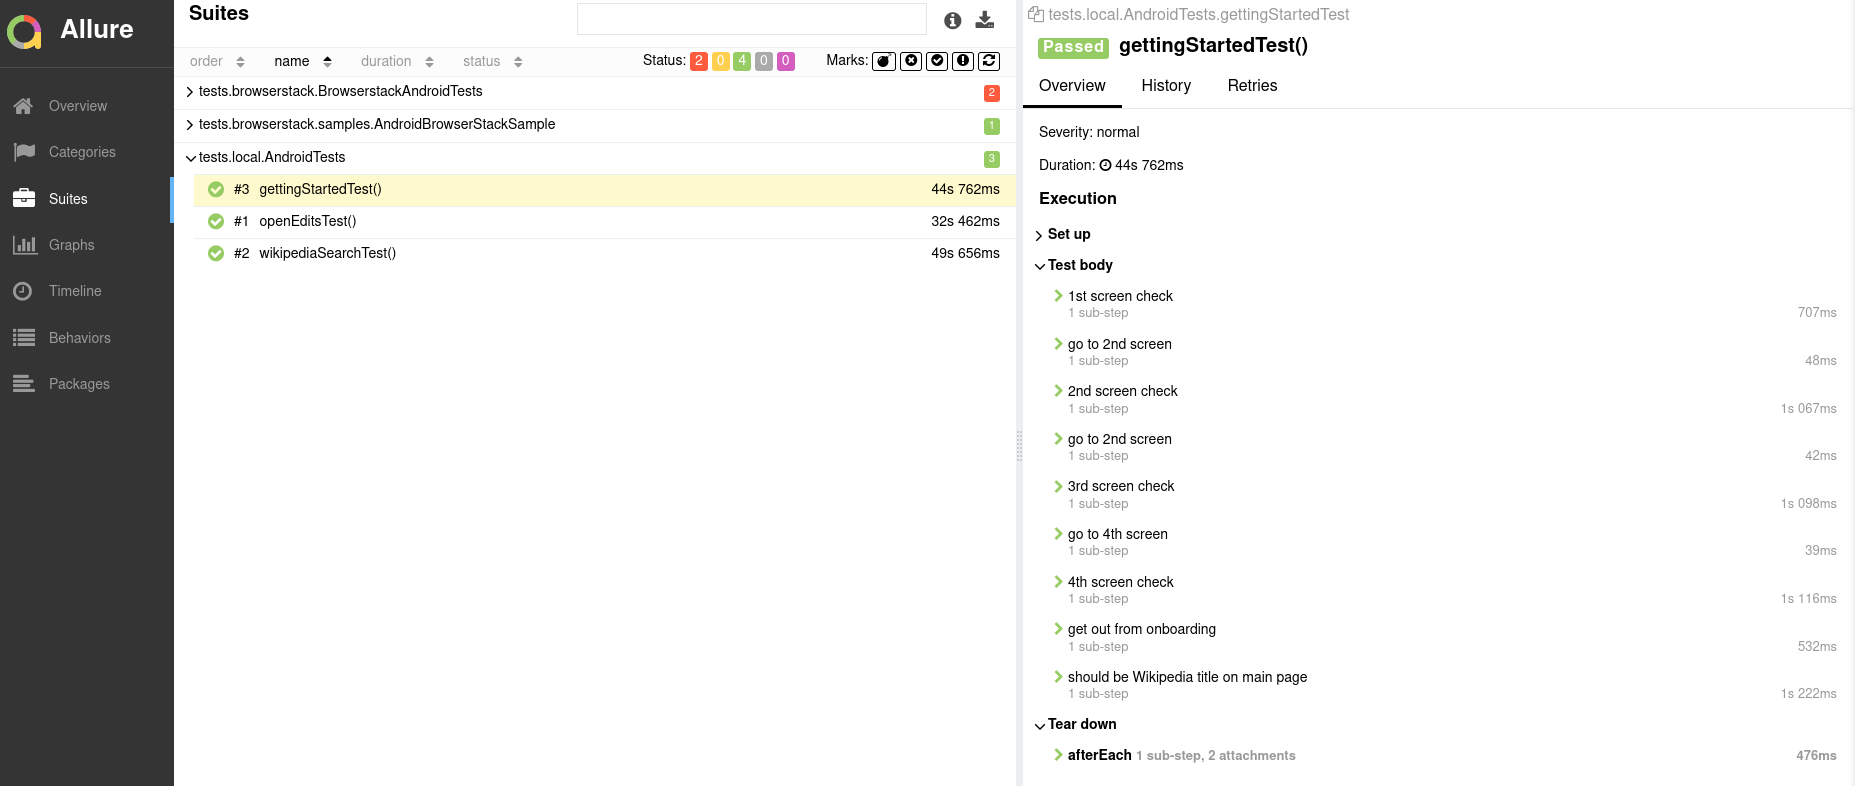 Allure
Overview
Categories
Suites
Graphs
Timeline
Behaviors
Packages
Suites
order name duration status Status: 2 0 4 0 0 Marks:
tests.browserstack.BrowserstackAndroidTests 2
tests.browserstack.samples.AndroidBrowserStackSample 1
tests.local.AndroidTests 3
#3 gettingStartedTest() 44s 762ms
#1 openEditsTest() 32s 462ms
#2 wikipediaSearchTest() 49s 656ms
tests.local.AndroidTests.gettingStartedTest
Passed gettingStartedTest()
Overview History Retries
Severity: normal
Duration: 44s 762ms
Execution
Set up
Test body
1st screen check
1 sub-step 707ms
go to 2nd screen
1 sub-step 48ms
2nd screen check
1 sub-step 1s 067ms
go to 2nd screen
1 sub-step 42ms
3rd screen check
1 sub-step 1s 098ms
go to 4th screen
1 sub-step 39ms
4th screen check
1 sub-step 1s 116ms
get out from onboarding
1 sub-step 532ms
should be Wikipedia title on main page
1 sub-step 1s 222ms
Tear down
afterEach 1 sub-step, 2 attachments 476ms